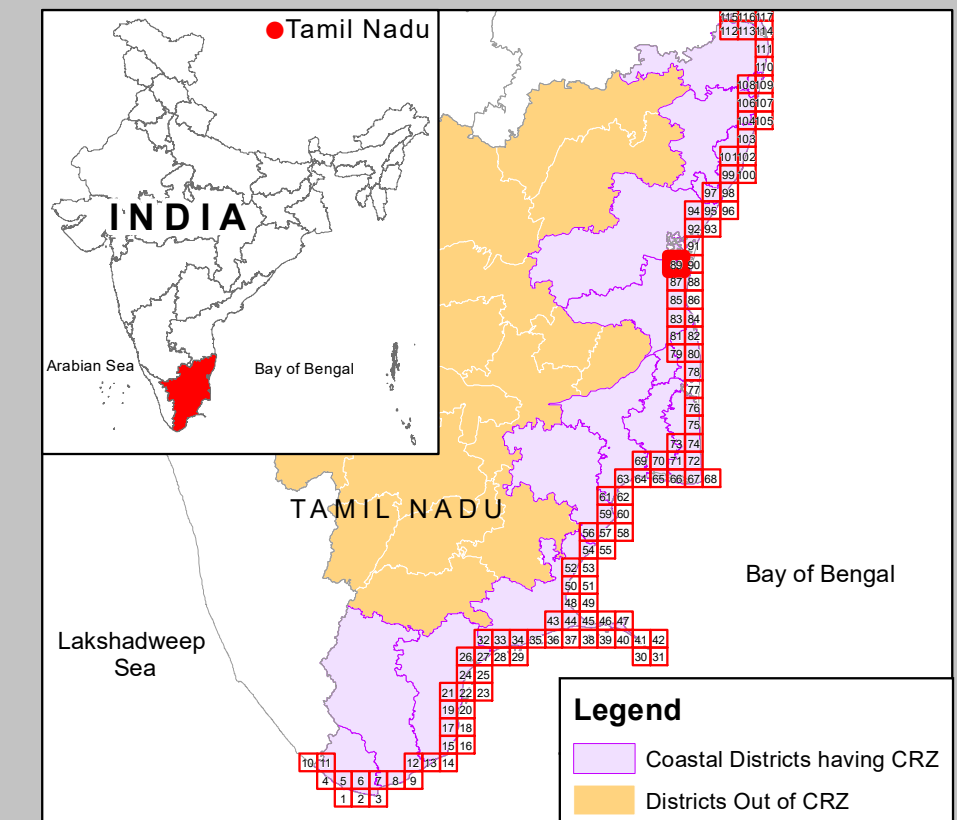 Tamil Nadu
INDIA
Arabian Sea
Bay of Bengal
115 116 117
112 113 114
111
110
108 109
106 107
104 105
103
101 102
99 100
97 98
94 95 96
92 93
91
89 90
87 88
85 86
83 84
81 82
79 80
78
77
76
75
73 74
69 70 71 72
63 64 65 66 67 68
61 62
TAMIL NADU
59 60
56 57 58
54 55
52 53
Bay of Bengal
50 51
48 49
43 44 45 46 47
Lakshadweep
Sea
32 33 34 35 36 37 38 39 40 41 42
26 27 28 29 30 31
24 25
21 22 23
19 20
17 18
15 16
10 11 12 13 14
4 5 6 7 8 9
1 2 3
Legend
Coastal Districts having CRZ
Districts Out of CRZ